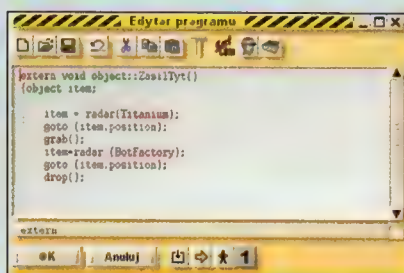 Edytor programu
extern void object::ZasilTyt()
{object item;
item = radar(Titanium);
goto (item.position);
grab();
item=radar (BotFactory);
goto (item.position);
drop();
extern
OK Anuluj 1